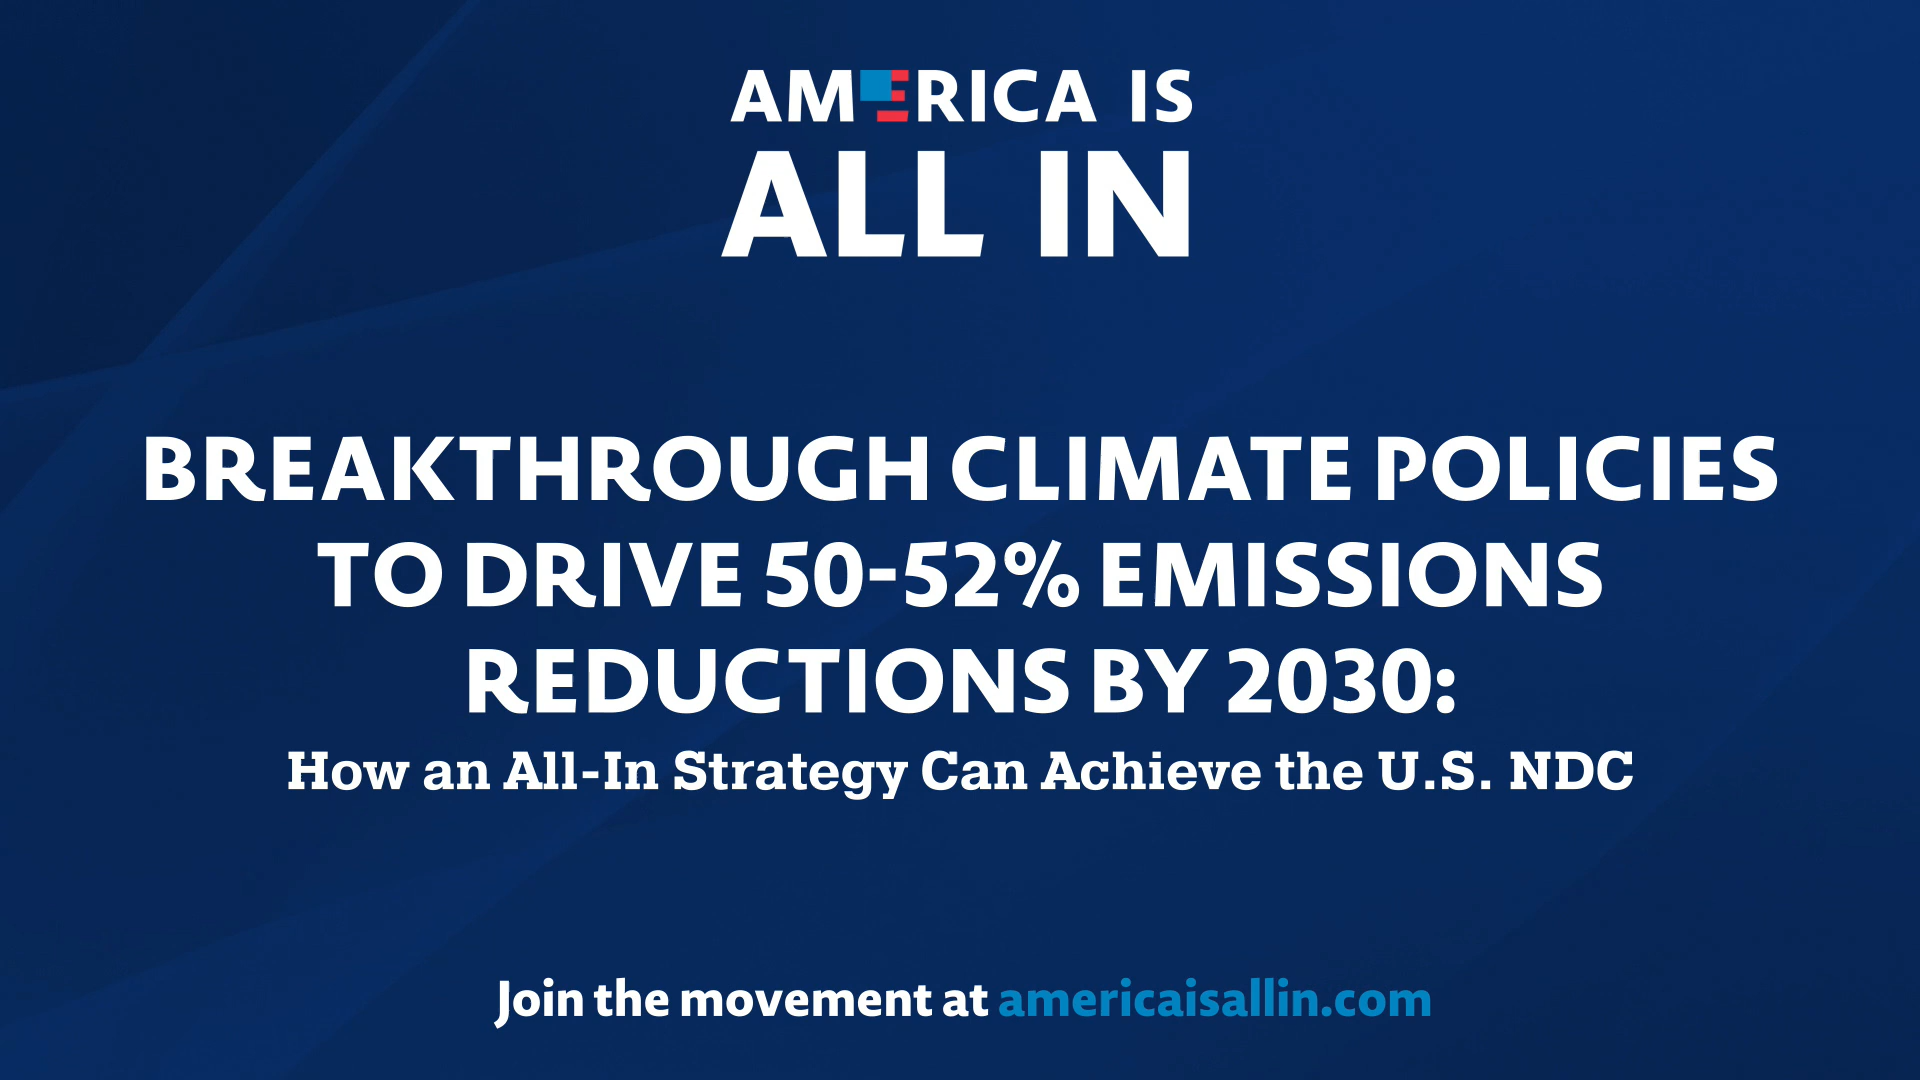 AMERICA IS
ALL IN
BREAKTHROUGH CLIMATE POLICIES
TO DRIVE 50-52% EMISSIONS
REDUCTIONS BY 2030:
How an All-In Strategy Can Achieve the U.S. NDC
Join the movement at americaisallin.com